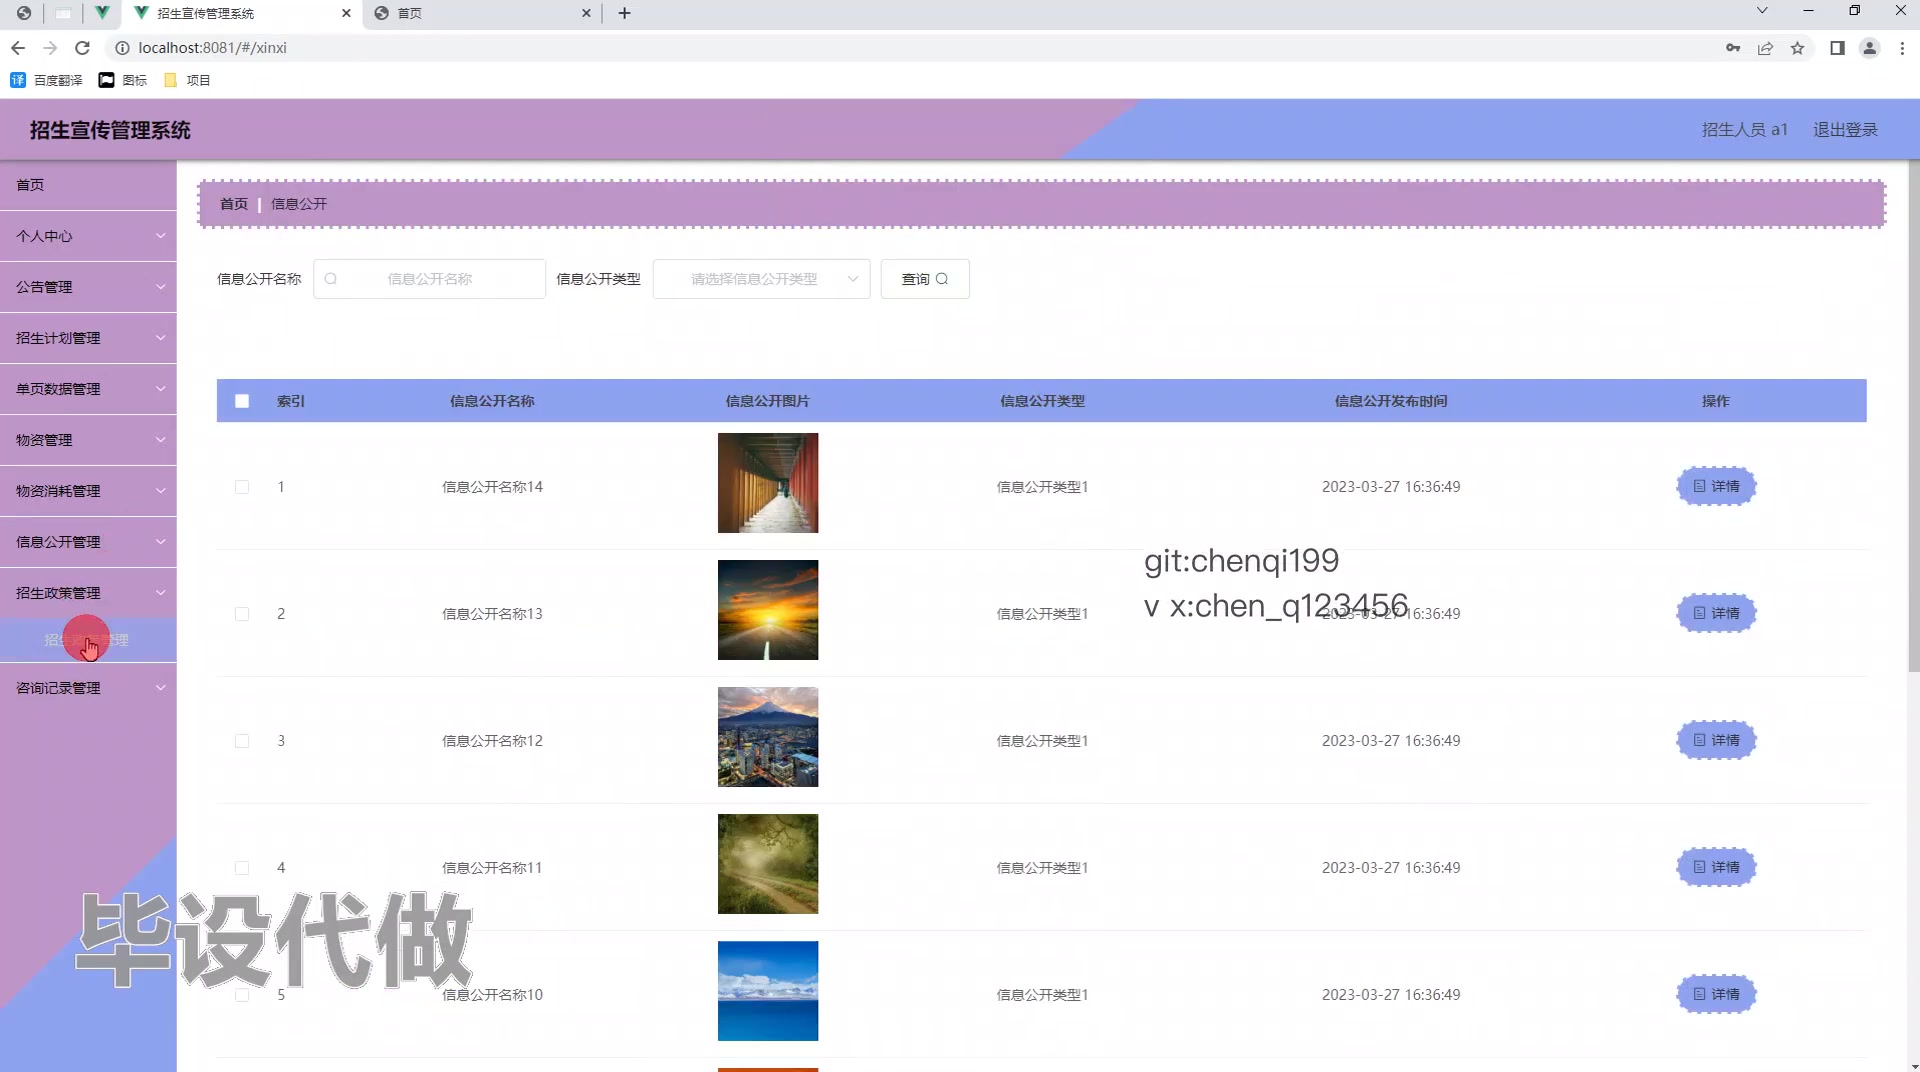 招生宣传管理系统
首页
localhost:8081/#/xinxi
百度翻译
图标
项目
招生宣传管理系统
招生人员 a1
退出登录
首页
个人中心
公告管理
招生计划管理
单页数据管理
物资管理
物资消耗管理
信息公开管理
招生政策管理
招生政策管理
咨询记录管理
首页 | 信息公开
信息公开名称 信息公开名称 信息公开类型 请选择信息公开类型 查询
索引 信息公开名称 信息公开图片 信息公开类型 信息公开发布时间 操作
1 信息公开名称14 信息公开类型1 2023-03-27 16:36:49 详情
git:chenqi199
v x:chen_q123456
2 信息公开名称13 信息公开类型1 2023-03-27 16:36:49 详情
3 信息公开名称12 信息公开类型1 2023-03-27 16:36:49 详情
4 信息公开名称11 信息公开类型1 2023-03-27 16:36:49 详情
毕设代做
5 信息公开名称10 信息公开类型1 2023-03-27 16:36:49 详情